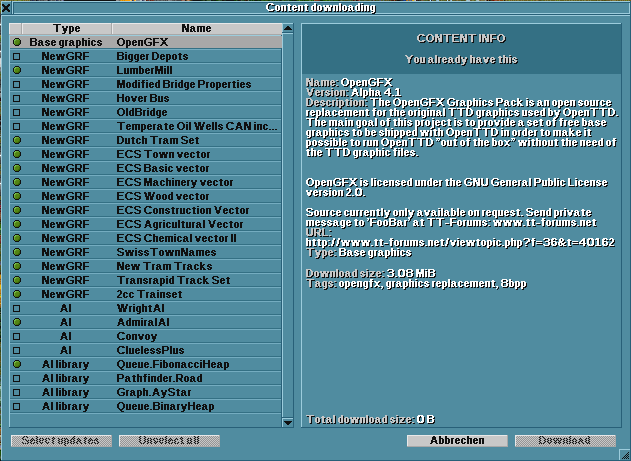 Content downloading
Type Name
Base graphics OpenGFX
NewGRF Bigger Depots
NewGRF LumberMill
NewGRF Modified Bridge Properties
NewGRF Hover Bus
NewGRF OldBridge
NewGRF Temperate Oil Wells CAN inc...
NewGRF Dutch Tram Set
NewGRF ECS Town vector
NewGRF ECS Basic vector
NewGRF ECS Machinery vector
NewGRF ECS Wood vector
NewGRF ECS Construction Vector
NewGRF ECS Agricultural Vector
NewGRF ECS Chemical vector II
NewGRF SwissTownNames
NewGRF New Tram Tracks
NewGRF Transrapid Track Set
NewGRF 2cc Trainset
AI WrightAI
AI AdmiralAI
AI Convoy
AI CluelessPlus
AI library Queue.FibonacciHeap
AI library Pathfinder.Road
AI library Graph.AyStar
AI library Queue.BinaryHeap
Select updates
Unselect all
CONTENT INFO
You already have this
Name: OpenGFX
Version: Alpha 4.1
Description: The OpenGFX Graphics Pack is an open source
replacement for the original TTD graphics used by OpenTTD.
The main goal of this project is to provide a set of free base
graphics to be shipped with OpenTTD in order to make it
possible to run OpenTTD "out of the box" without the need of
the TTD graphic files.
OpenGFX is licensed under the GNU General Public License
version 2.0.
Source currently only available on request. Send private
message to 'FooBar' at TT-Forums: www.tt-forums.net
URL:
http://www.tt-forums.net/viewtopic.php?f=36&t=40162
Type: Base graphics
Download size: 3.08 MiB
Tags: opengfx, graphics replacement, 8bpp
Total download size: 0 B
Abbrechen
Download